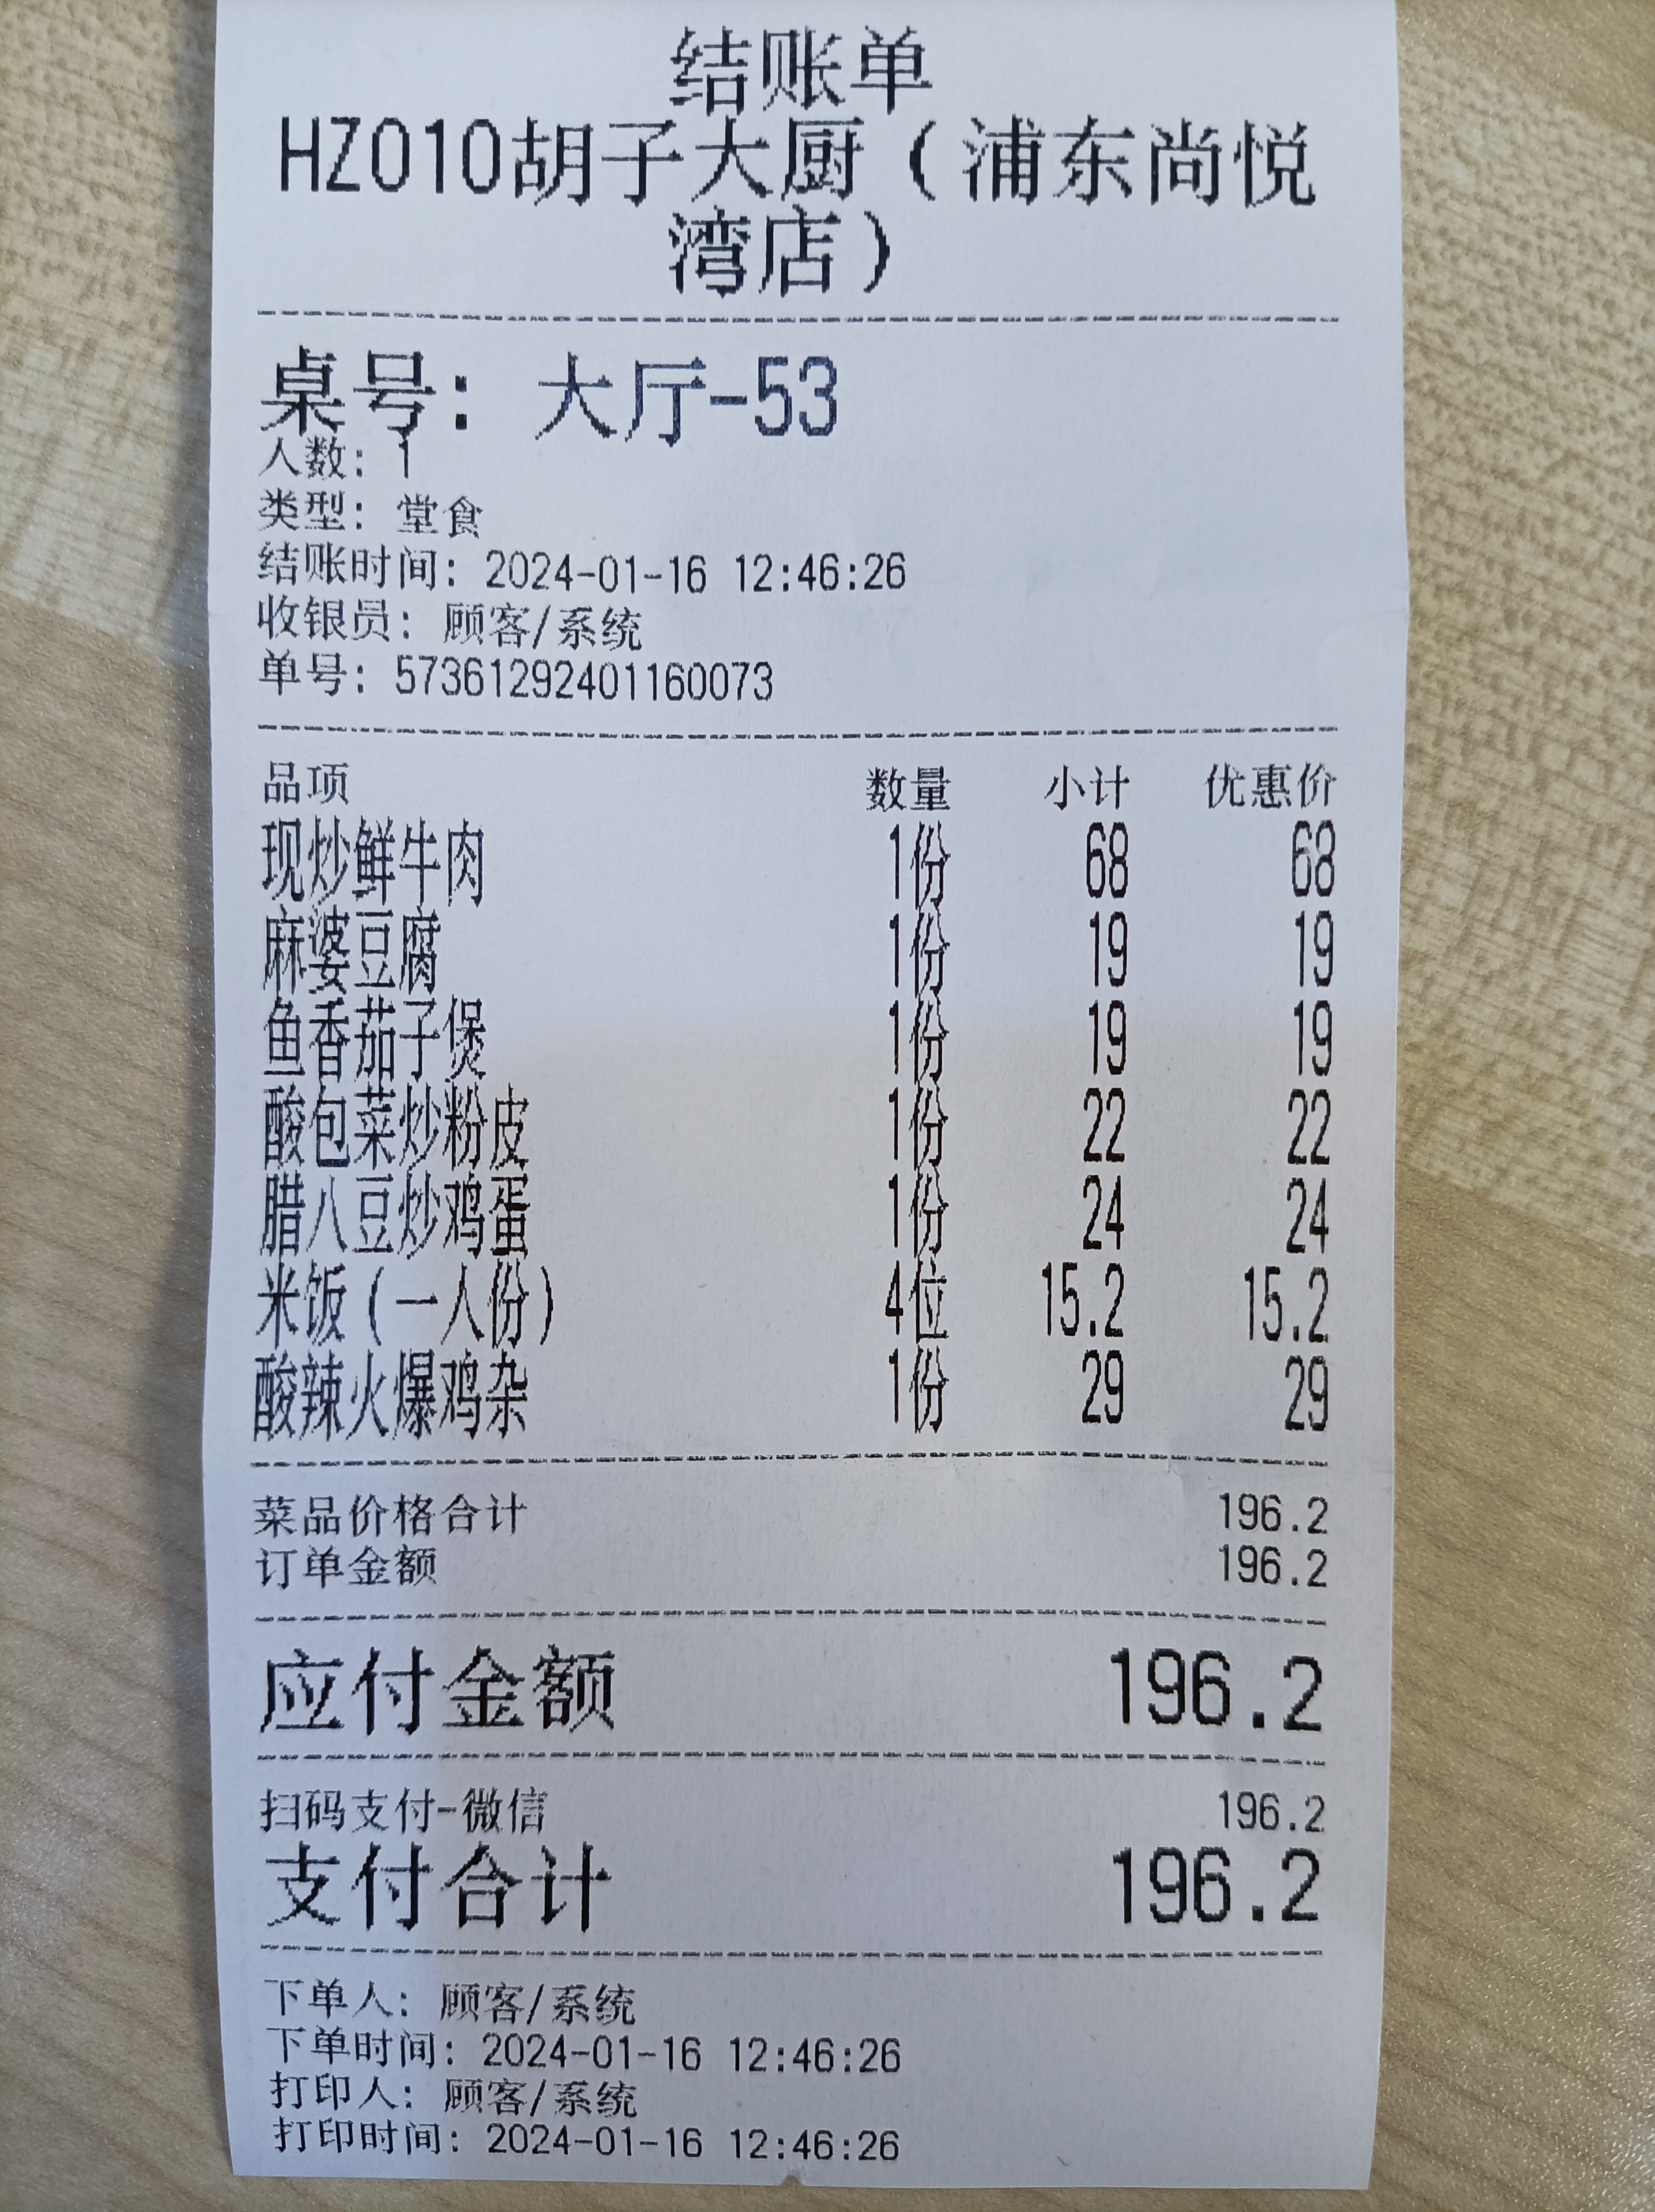 结账单
HZ010胡子大厨（浦东尚悦
湾店）
桌号：大厅-53
人数：1
类型：堂食
结账时间：2024-01-16 12:46:26
收银员：顾客/系统
单号：573612924011​60073
品项 数量 小计 优惠价
现炒鲜牛肉 1份 68 68
麻婆豆腐 1份 19 19
鱼香茄子煲 1份 19 19
酸包菜炒粉皮 1份 22 22
腊八豆炒鸡蛋 1份 24 24
米饭（一人份） 4位 15.2 15.2
酸辣火爆鸡杂 1份 29 29
菜品价格合计 196.2
订单金额 196.2
应付金额 196.2
扫码支付-微信 196.2
支付合计 196.2
下单人：顾客/系统
下单时间：2024-01-16 12:46:26
打印人：顾客/系统
打印时间：2024-01-16 12:46:26